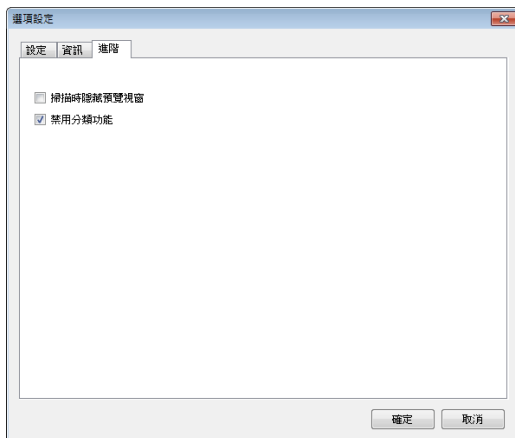 選項設定
設定 資訊 進階
掃描時隱藏預覽視窗
禁用分類功能
確定 取消